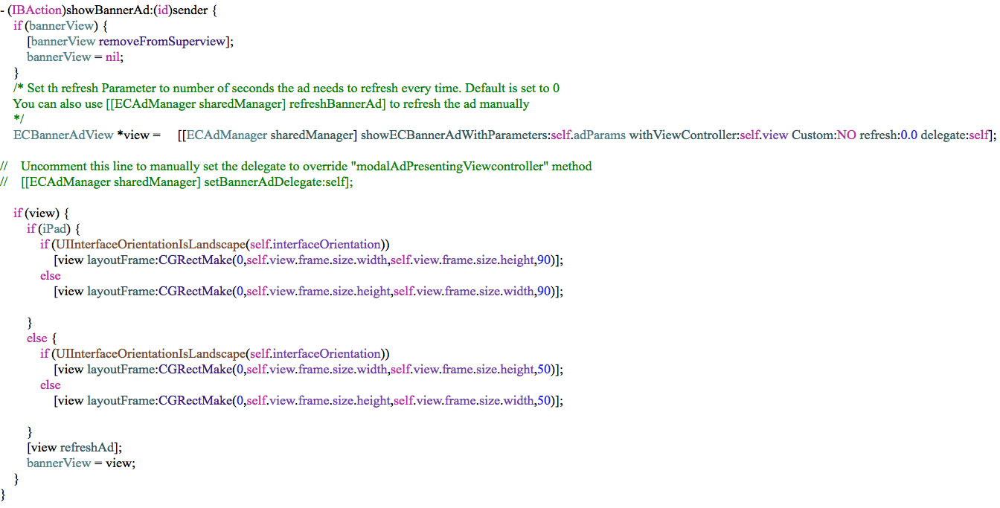 - (IBAction)showBannerAd:(id)sender {
if (bannerView) {
[bannerView removeFromSuperview];
bannerView = nil;
}
/* Set th refresh Parameter to number of seconds the ad needs to refresh every time. Default is set to 0
You can also use [[ECAdManager sharedManager] refreshBannerAd] to refresh the ad manually
*/
ECBannerAdView *view = [[ECAdManager sharedManager] showECBannerAdWithParameters:self.adParams withViewController:self.view Custom:NO refresh:0.0 delegate:self];
// Uncomment this line to manually set the delegate to override "modalAdPresentingViewcontroller" method
// [[ECAdManager sharedManager] setBannerAdDelegate:self];
if (view) {
if (iPad) {
if (UIInterfaceOrientationIsLandscape(self.interfaceOrientation))
[view layoutFrame:CGRectMake(0,self.view.frame.size.width,self.view.frame.size.height,90)];
else
[view layoutFrame:CGRectMake(0,self.view.frame.size.height,self.view.frame.size.width,90)];
}
else {
if (UIInterfaceOrientationIsLandscape(self.interfaceOrientation))
[view layoutFrame:CGRectMake(0,self.view.frame.size.width,self.view.frame.size.height,50)];
else
[view layoutFrame:CGRectMake(0,self.view.frame.size.height,self.view.frame.size.width,50)];
}
[view refreshAd];
bannerView = view;
}
}